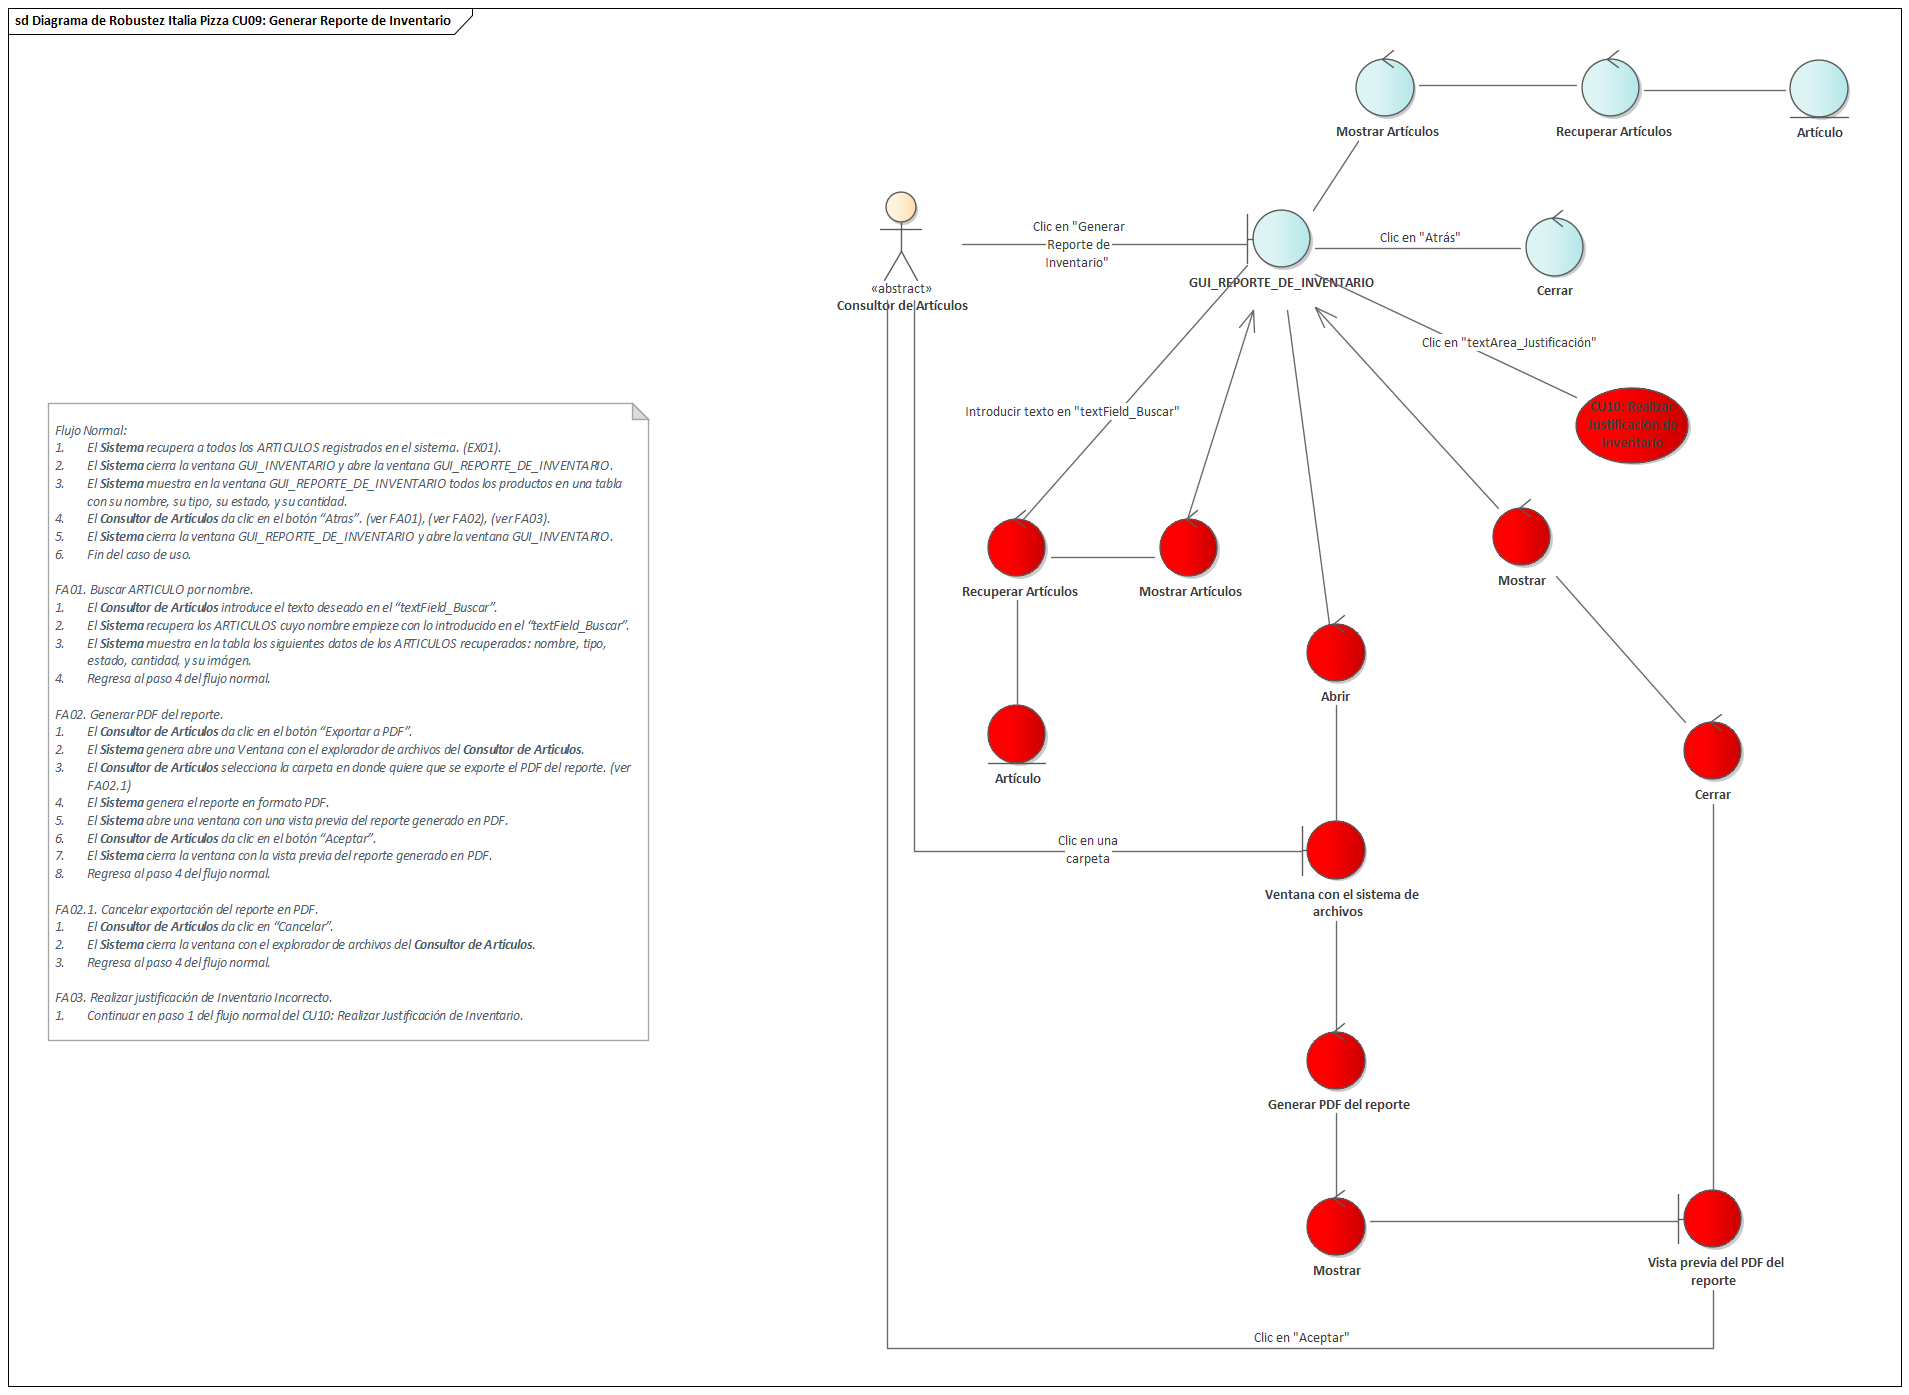 sd Diagrama de Robustez Italia Pizza CU09: Generar Reporte de Inventario
Mostrar Artículos
Recuperar Artículos
Artículo
Clic en "Generar
Reporte de
Inventario"
Clic en "Atrás"
«abstract»
Consultor de Artículos
GUI_REPORTE_DE_INVENTARIO
Cerrar
Clic en "textArea_Justificación"
Introducir texto en "textField_Buscar"
CU10: Realizar
Justificación de
Inventario
Flujo Normal:
1. El Sistema recupera a todos los ARTICULOS registrados en el sistema. (EX01).
2. El Sistema cierra la ventana GUI_INVENTARIO y abre la ventana GUI_REPORTE_DE_INVENTARIO.
3. El Sistema muestra en la ventana GUI_REPORTE_DE_INVENTARIO todos los productos en una tabla
con su nombre, su tipo, su estado, y su cantidad.
4. El Consultor de Artículos da clic en el botón “Atras”. (ver FA01), (ver FA02), (ver FA03).
5. El Sistema cierra la ventana GUI_REPORTE_DE_INVENTARIO y abre la ventana GUI_INVENTARIO.
6. Fin del caso de uso.
FA01. Buscar ARTICULO por nombre.
1. El Consultor de Artículos introduce el texto deseado en el “textField_Buscar”.
2. El Sistema recupera los ARTICULOS cuyo nombre empieze con lo introducido en el “textField_Buscar”.
3. El Sistema muestra en la tabla los siguientes datos de los ARTICULOS recuperados: nombre, tipo,
estado, cantidad, y su imágen.
4. Regresa al paso 4 del flujo normal.
FA02. Generar PDF del reporte.
1. El Consultor de Artículos da clic en el botón “Exportar a PDF”.
2. El Sistema genera abre una Ventana con el explorador de archivos del Consultor de Artículos.
3. El Consultor de Artículos selecciona la carpeta en donde quiere que se exporte el PDF del reporte. (ver
FA02.1)
4. El Sistema genera el reporte en formato PDF.
5. El Sistema abre una ventana con una vista previa del reporte generado en PDF.
6. El Consultor de Artículos da clic en el botón “Aceptar”.
7. El Sistema cierra la ventana con la vista previa del reporte generado en PDF.
8. Regresa al paso 4 del flujo normal.
FA02.1. Cancelar exportación del reporte en PDF.
1. El Consultor de Artículos da clic en “Cancelar”.
2. El Sistema cierra la ventana con el explorador de archivos del Consultor de Artículos.
3. Regresa al paso 4 del flujo normal.
FA03. Realizar justificación de Inventario Incorrecto.
1. Continuar en paso 1 del flujo normal del CU10: Realizar Justificación de Inventario.
Recuperar Artículos
Mostrar Artículos
Mostrar
Abrir
Artículo
Cerrar
Clic en una
carpeta
Ventana con el sistema de
archivos
Generar PDF del reporte
Mostrar
Vista previa del PDF del
reporte
Clic en "Aceptar"